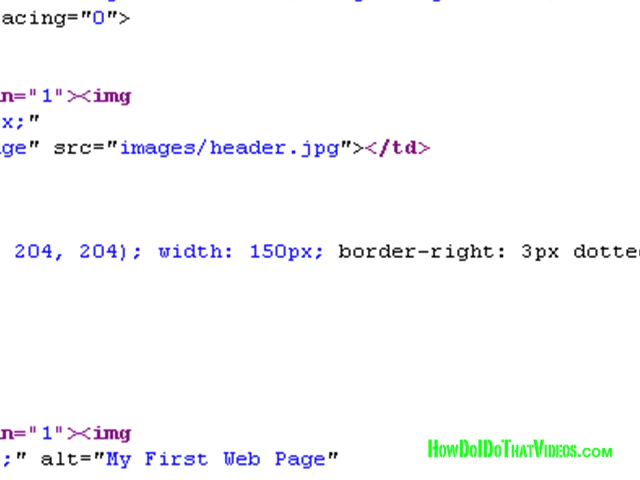 acing="0">
n="1"><img
x;"
ge" src="images/header.jpg"></td>
204, 204); width: 150px; border-right: 3px dotte
n="1"><img
;" alt="My First Web Page"
HowDoIDoThatVideos.com